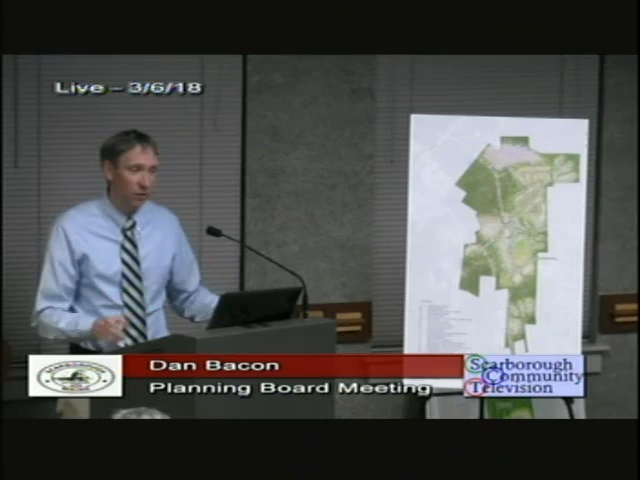 Live - 3/6/18
Dan Bacon
Planning Board Meeting
Scarborough
Community
Television